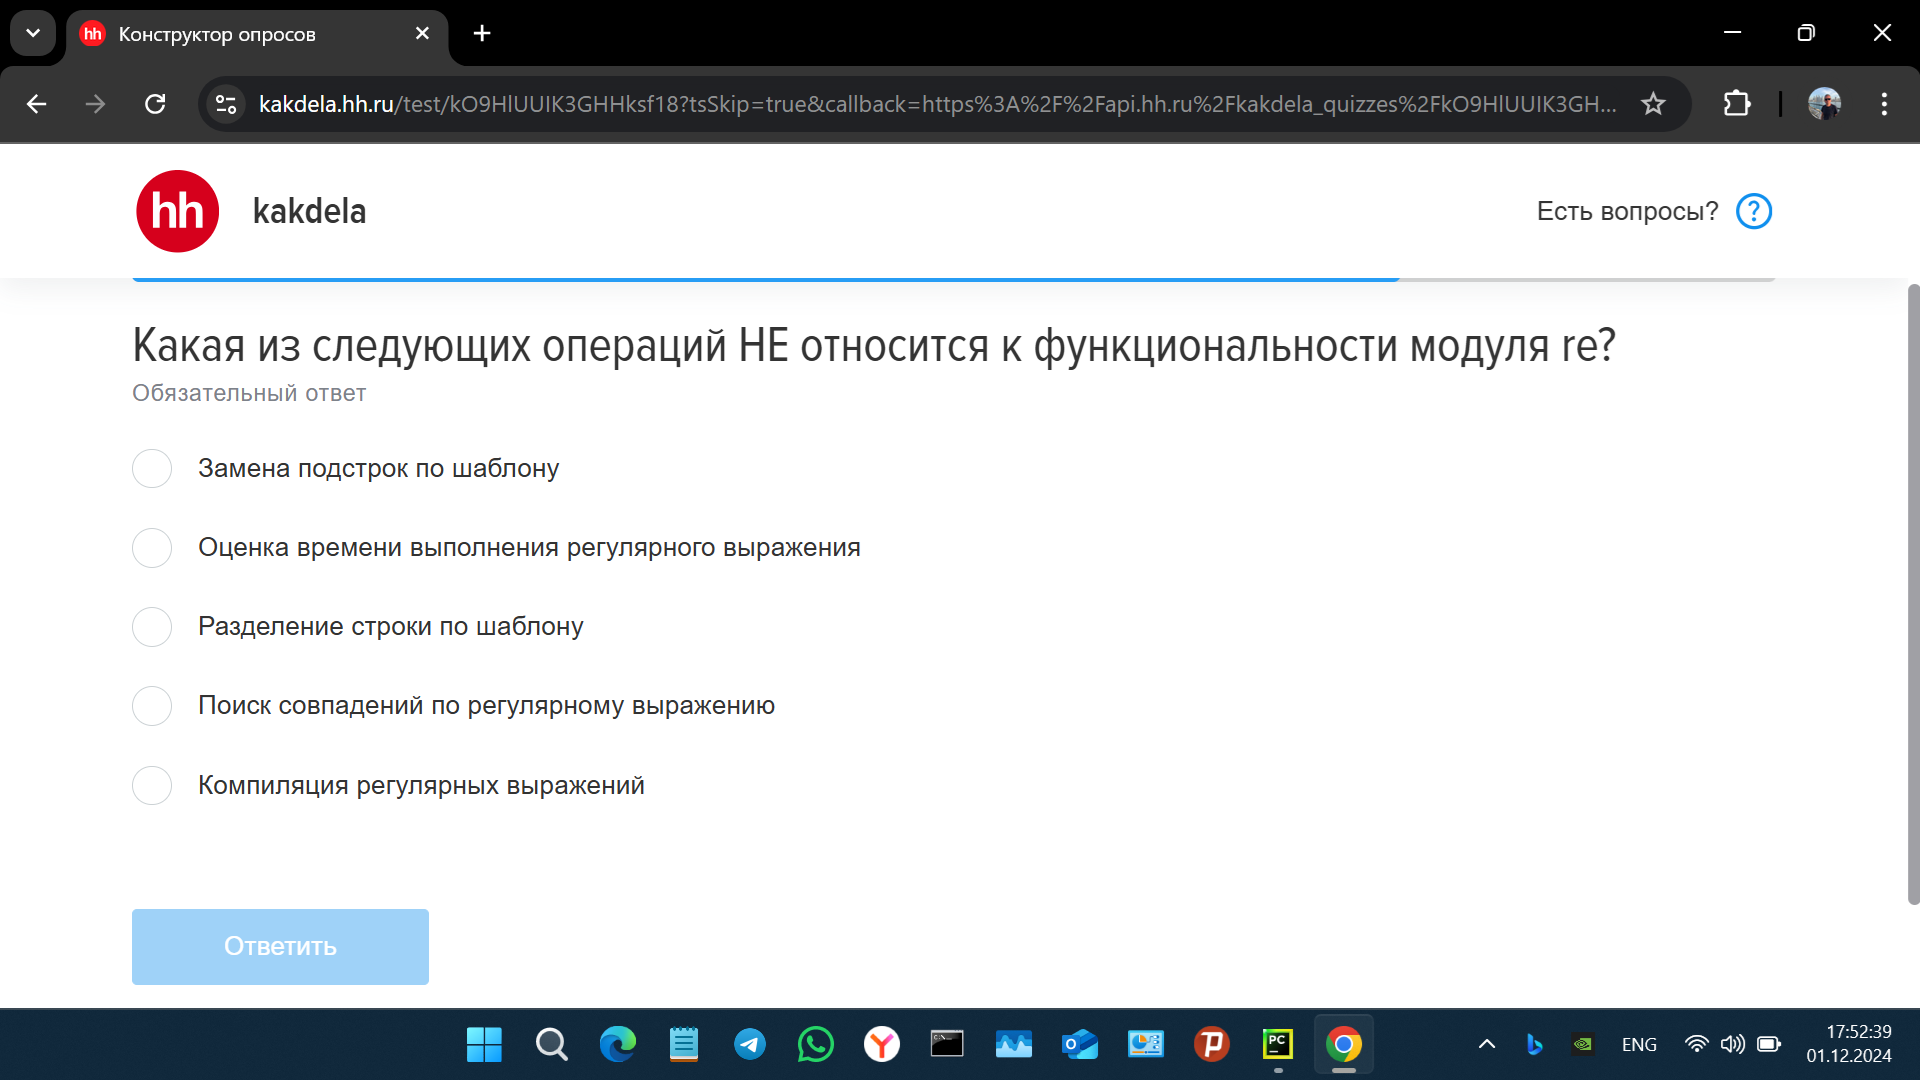 hh Конструктор опросов
kakdela.hh.ru/test/kO9HlUUIK3GHHksf18?tsSkip=true&callback=https%3A%2F%2Fapi.hh.ru%2Fkakdela_quizzes%2FkO9HlUUIK3GH...
hh kakdela
Есть вопросы? ?
Какая из следующих операций НЕ относится к функциональности модуля re?
Обязательный ответ
Замена подстрок по шаблону
Оценка времени выполнения регулярного выражения
Разделение строки по шаблону
Поиск совпадений по регулярному выражению
Компиляция регулярных выражений
Ответить
PC
ENG
17:52:39
01.12.2024